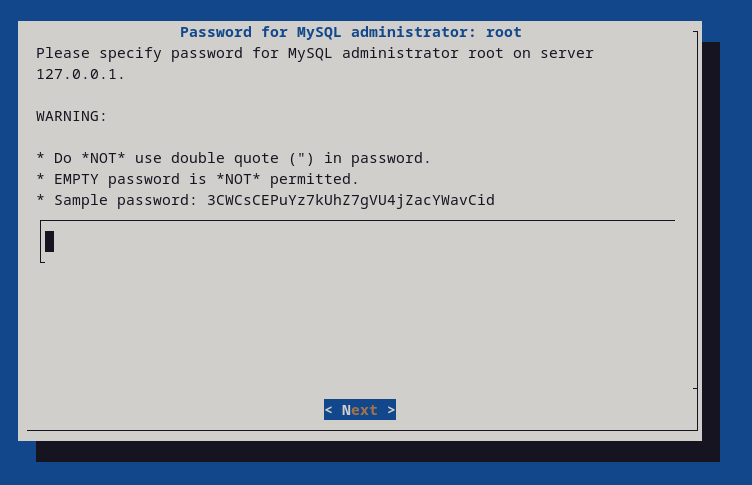 Password for MySQL administrator: root
Please specify password for MySQL administrator root on server
127.0.0.1.
WARNING:
* Do *NOT* use double quote (") in password.
* EMPTY password is *NOT* permitted.
* Sample password: 3CWCsCEPuYz7kUhZ7gVU4jZacYWavCid
< Next >